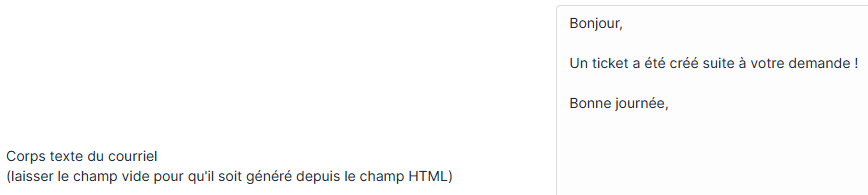 Bonjour,
Un ticket a été créé suite à votre demande !
Bonne journée,
Corps texte du courriel
(laisser le champ vide pour qu'il soit généré depuis le champ HTML)